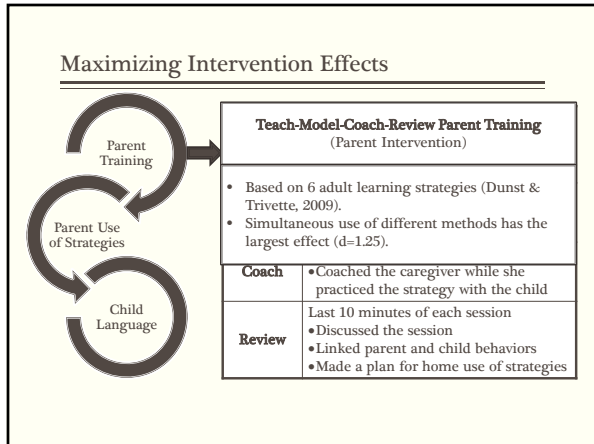 Maximizing Intervention Effects
Parent
Training
Parent Use
of Strategies
Child
Language
Teach-Model-Coach-Review Parent Training
(Parent Intervention)
• Based on 6 adult learning strategies (Dunst &
Trivette, 2009).
• Simultaneous use of different methods has the
largest effect (d=1.25).
Coach
•Coached the caregiver while she
practiced the strategy with the child
Review
Last 10 minutes of each session
•Discussed the session
•Linked parent and child behaviors
•Made a plan for home use of strategies